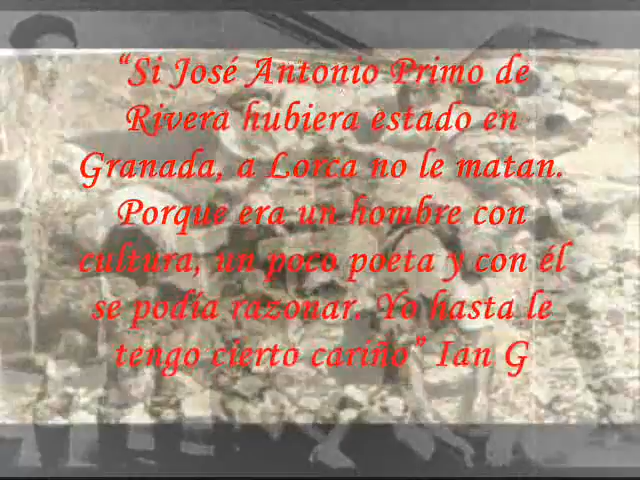 “Si José Antonio Primo de
Rivera hubiera estado en
Granada, a Lorca no le matan.
Porque era un hombre con
cultura, un poco poeta y con él
se podía razonar. Yo hasta le
tengo cierto cariño” Ian G